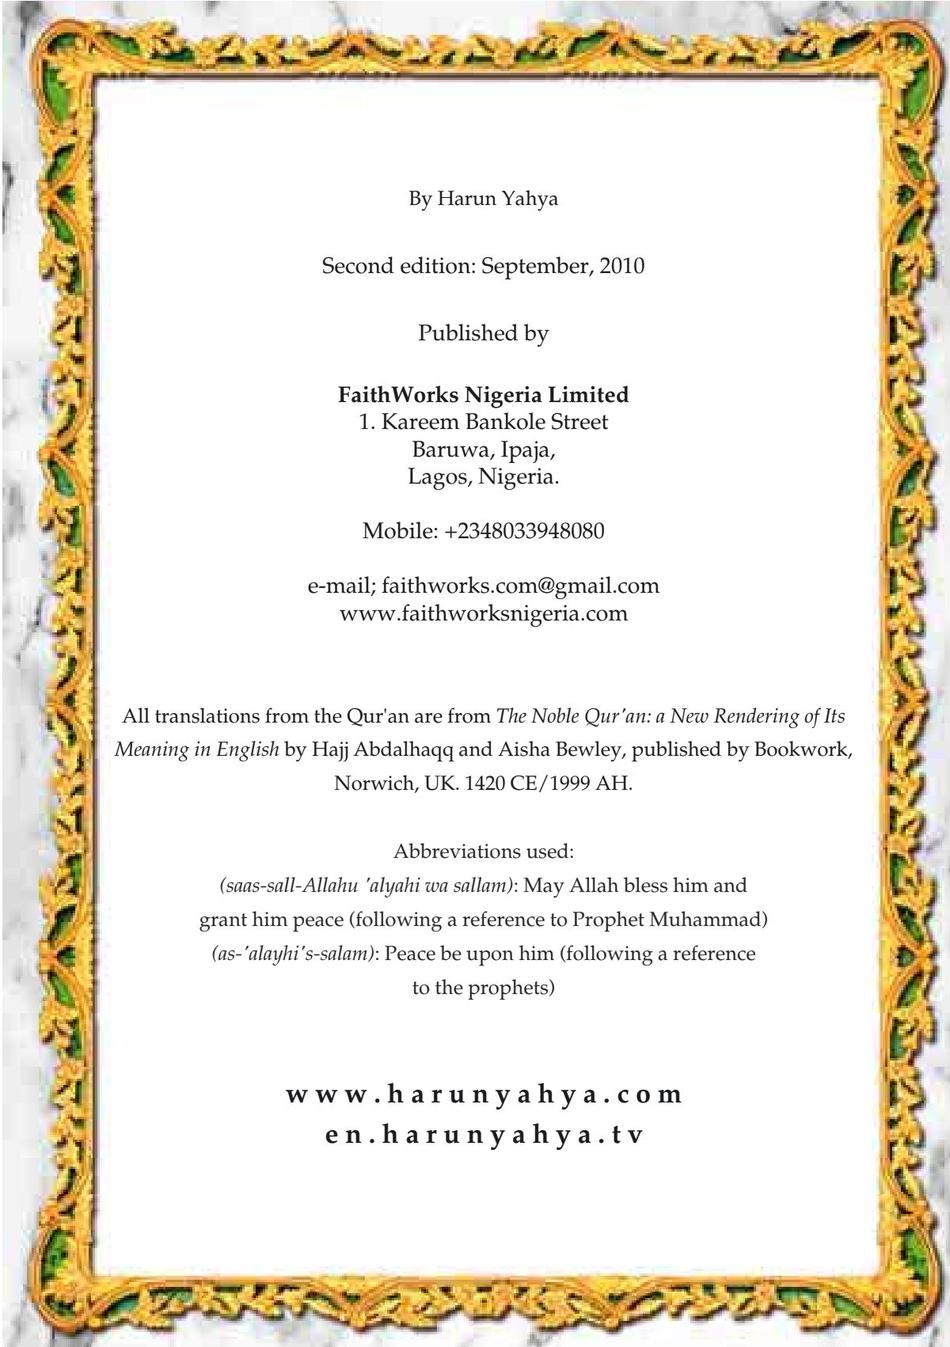 By Harun Yahya
Second edition: September, 2010
Published by
FaithWorks Nigeria Limited
1. Kareem Bankole Street
Baruwa, Ipaja,
Lagos, Nigeria.
Mobile: +2348033948080
e-mail; faithworks.com@gmail.com
www.faithworksnigeria.com
All translations from the Qur'an are from The Noble Qur'an: a New Rendering of Its
Meaning in English by Hajj Abdalhaqq and Aisha Bewley, published by Bookwork,
Norwich, UK. 1420 CE/1999 AH.
Abbreviations used:
(saas-sall-Allahu 'alyahi wa sallam): May Allah bless him and
grant him peace (following a reference to Prophet Muhammad)
(as-'alayhi's-salam): Peace be upon him (following a reference
to the prophets)
www.harunyahya.com
en.harunyahya.tv